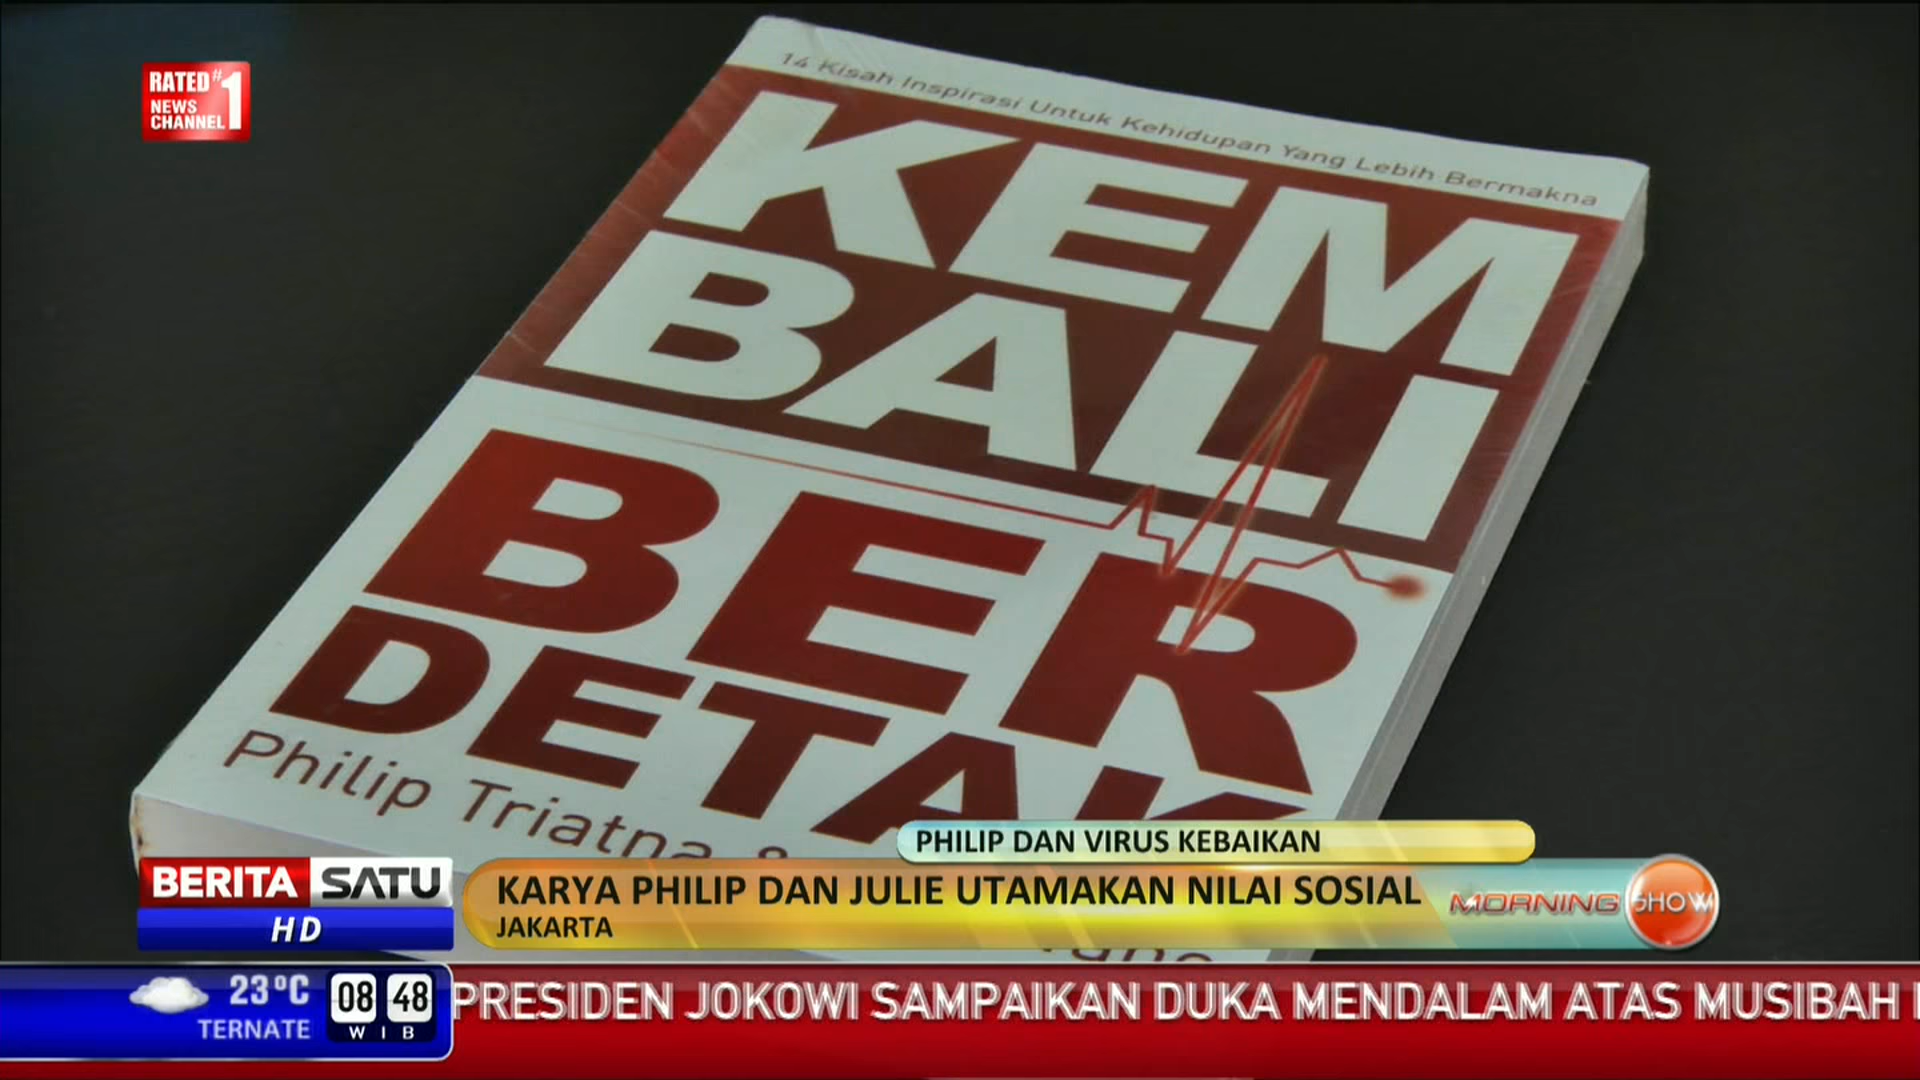 RATED #1
NEWS
CHANNEL
14 Kisah Inspirasi Untuk Kehidupan Yang Lebih Bermakna
KEM
BALI
BER
DETAK
Philip Triatna &
PHILIP DAN VIRUS KEBAIKAN
BERITA SATU
HD
KARYA PHILIP DAN JULIE UTAMAKAN NILAI SOSIAL
JAKARTA
MORNING SHOW
23°C
TERNATE
08 48
WIB
PRESIDEN JOKOWI SAMPAIKAN DUKA MENDALAM ATAS MUSIBAH